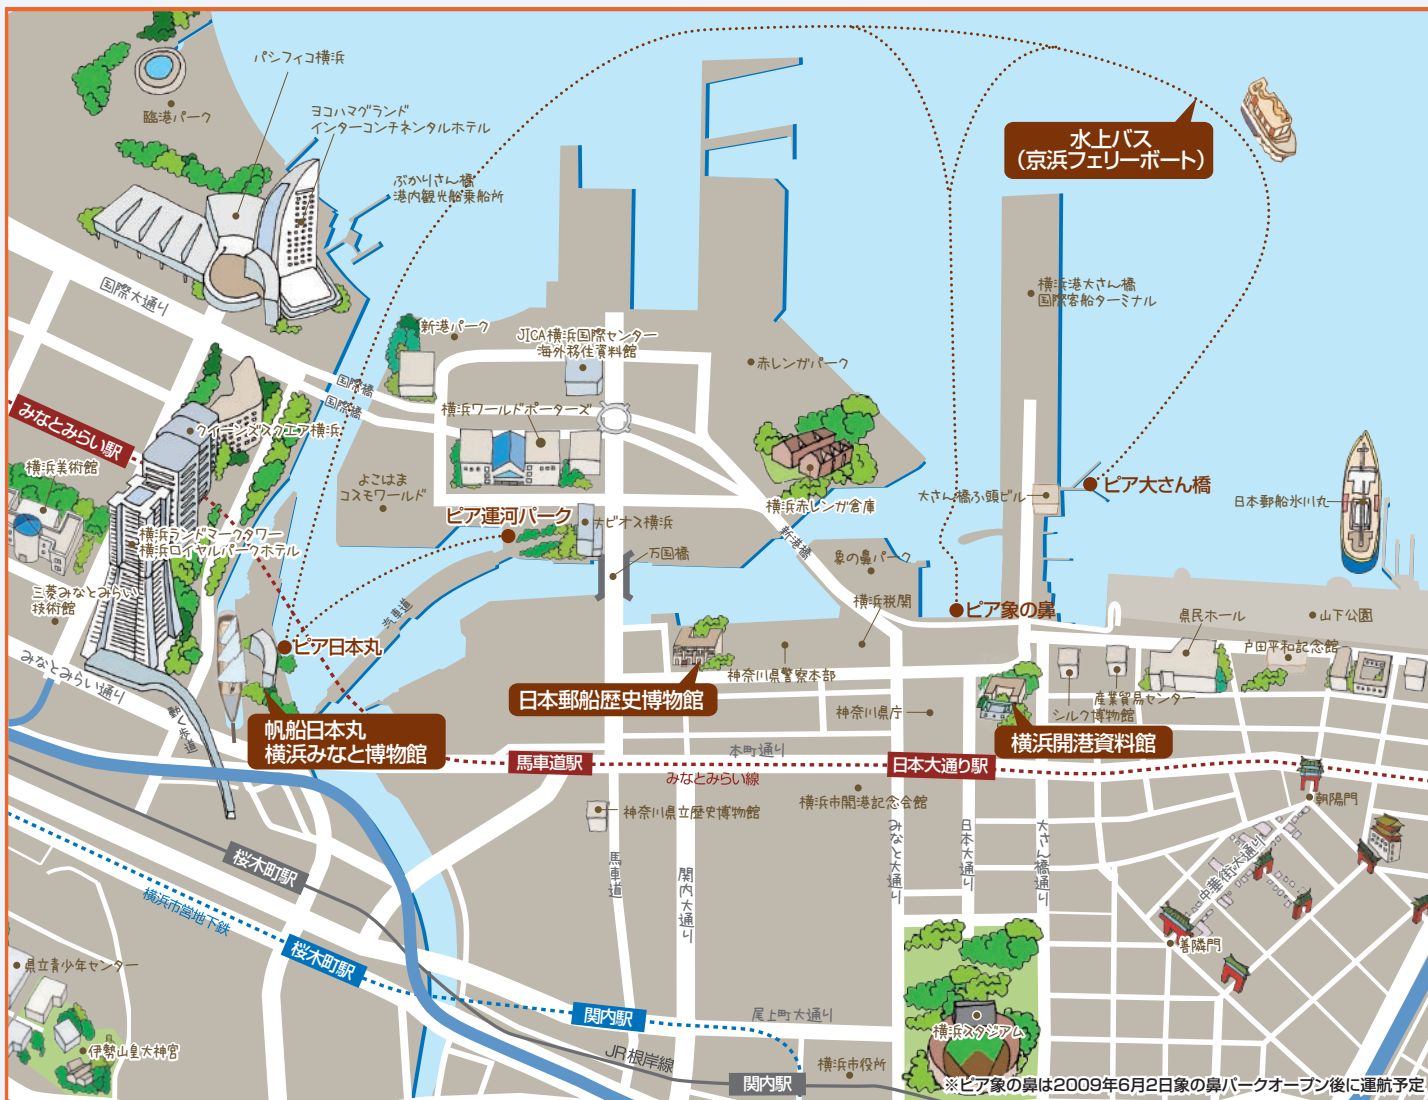 パシフィコ横浜
臨港パーク
ヨコハマグランド
インターコンチネンタルホテル
ぷかりさん橋
港内観光船乗船所
水上バス
(京浜フェリーボート)
国際大通り
横浜港大さん橋
国際客船ターミナル
新港パーク
JICA横浜国際センター
海外移住資料館
赤レンガパーク
国際橋
国際橋
横浜ワールドポーターズ
みなとみらい駅
クイーンズスクエア横浜
横浜美術館
よこはま
コスモワールド
横浜赤レンガ倉庫
大さん橋ふ頭ビル
ピア大さん橋
日本郵船氷川丸
ピア運河パーク
ナビオス横浜
横浜ランドマークタワー
横浜ロイヤルパークホテル
万国橋
新港橋
象の鼻パーク
三菱みなとみらい
技術館
汽車道
横浜税関
ピア象の鼻
県民ホール
山下公園
ピア日本丸
戸田平和記念館
みなとみらい通り
神奈川県警察本部
日本郵船歴史博物館
産業貿易センター
シルク博物館
動く歩道
帆船日本丸
横浜みなと博物館
神奈川県庁
横浜開港資料館
本町通り
馬車道駅
みなとみらい線
日本大通り駅
横浜市開港記念会館
神奈川県立歴史博物館
朝陽門
桜木町駅
馬車道
関内大通り
みなと大通り
日本大通り
大さん橋通り
中華街大通り
横浜市営地下鉄
桜木町駅
善隣門
県立青少年センター
関内駅
尾上町大通り
横浜スタジアム
伊勢山皇大神宮
JR根岸線
横浜市役所
関内駅
※ピア象の鼻は2009年6月2日象の鼻パークオープン後に運航予定